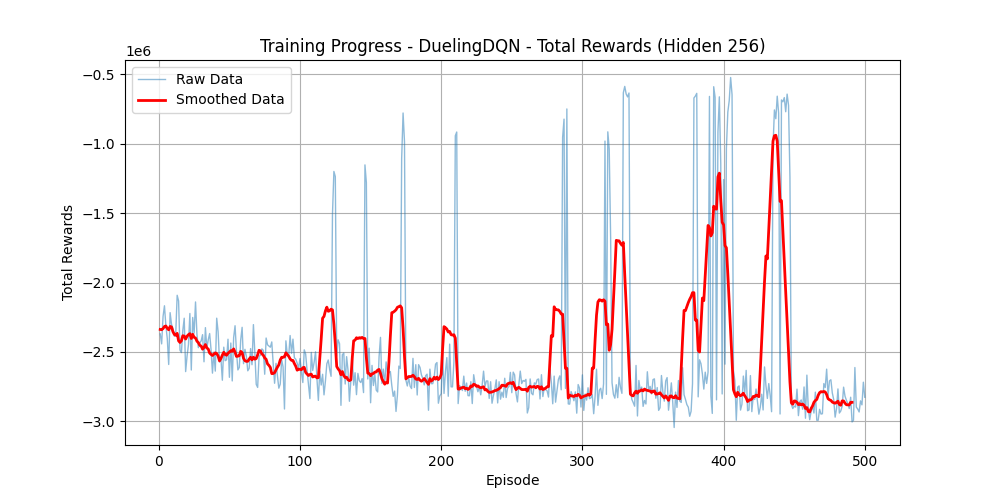 Training Progress - DuelingDQN - Total Rewards (Hidden 256)
1e6
Raw Data
Smoothed Data
−0.5
−1.0
−1.5
−2.0
−2.5
−3.0
Total Rewards
0 100 200 300 400 500
Episode